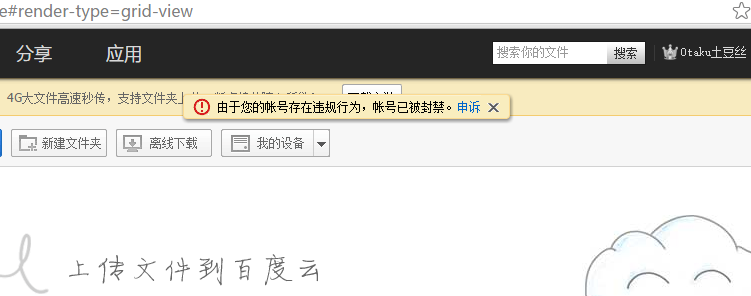 e#render-type=grid-view
分享 应用 搜索你的文件 搜索 Otaku土豆丝
4G大文件高速秒传，支持文件夹上
由于您的帐号存在违规行为，帐号已被封禁。申诉
新建文件夹 离线下载 我的设备
上传文件到百度云